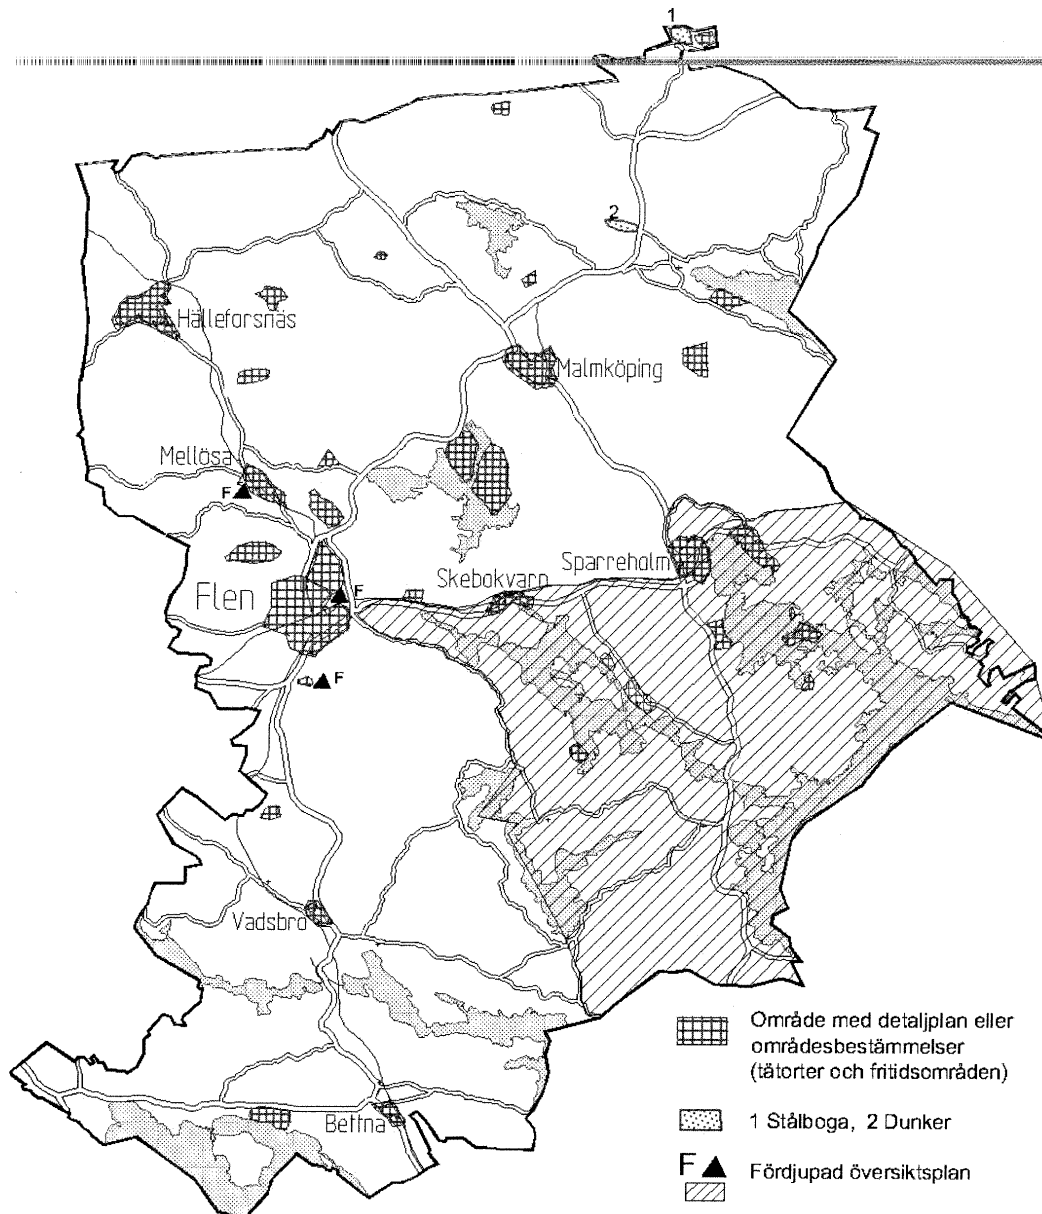 1
2
Hälleforsnäs
Malmköping
Mellösa
F
Sparreholm
Skebokvarn
Flen
F
F
Vadsbro
Bettna
Område med detaljplan eller
områdesbestämmelser
(tätorter och fritidsområden)
1 Stålboga, 2 Dunker
F
Fördjupad översiktsplan